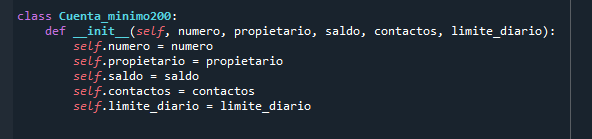 class Cuenta_minimo200:
    def __init__(self, numero, propietario, saldo, contactos, limite_diario):
        self.numero = numero
        self.propietario = propietario
        self.saldo = saldo
        self.contactos = contactos
        self.limite_diario = limite_diario